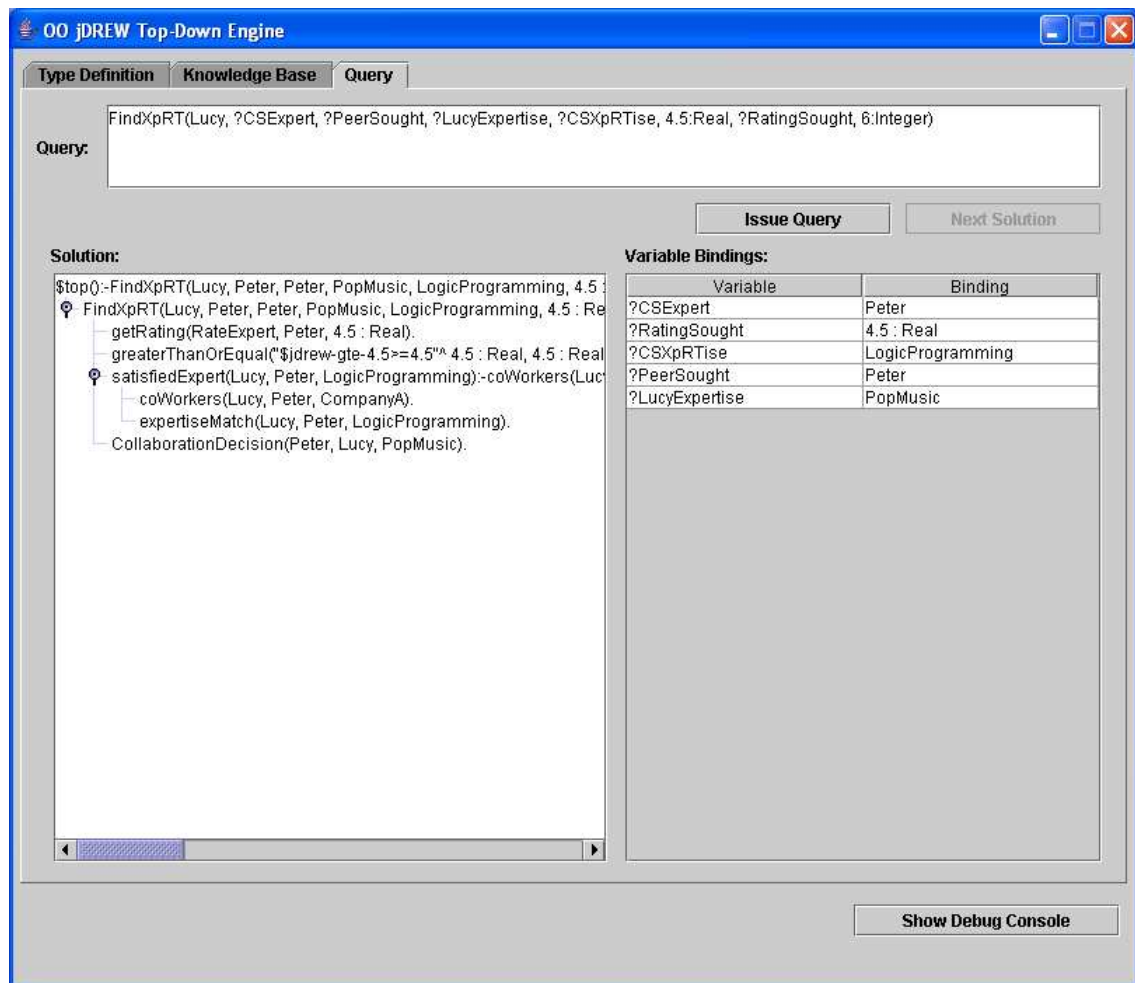 OO jDREW Top-Down Engine
Type Definition Knowledge Base Query
FindXpRT(Lucy, ?CSExpert, ?PeerSought, ?LucyExpertise, ?CSXpRTise, 4.5:Real, ?RatingSought, 6:Integer)
Query:
Issue Query Next Solution
Solution:
$top():-FindXpRT(Lucy, Peter, Peter, PopMusic, LogicProgramming, 4.5 :
FindXpRT(Lucy, Peter, Peter, PopMusic, LogicProgramming, 4.5 : Re
getRating(RateExpert, Peter, 4.5 : Real).
greaterThanOrEqual("$jdrew-gte-4.5>=4.5"^ 4.5 : Real, 4.5 : Real
satisfiedExpert(Lucy, Peter, LogicProgramming):-coWorkers(Luc
coWorkers(Lucy, Peter, CompanyA).
expertiseMatch(Lucy, Peter, LogicProgramming).
CollaborationDecision(Peter, Lucy, PopMusic).
Variable Bindings:
Variable Binding
?CSExpert Peter
?RatingSought 4.5 : Real
?CSXpRTise LogicProgramming
?PeerSought Peter
?LucyExpertise PopMusic
Show Debug Console